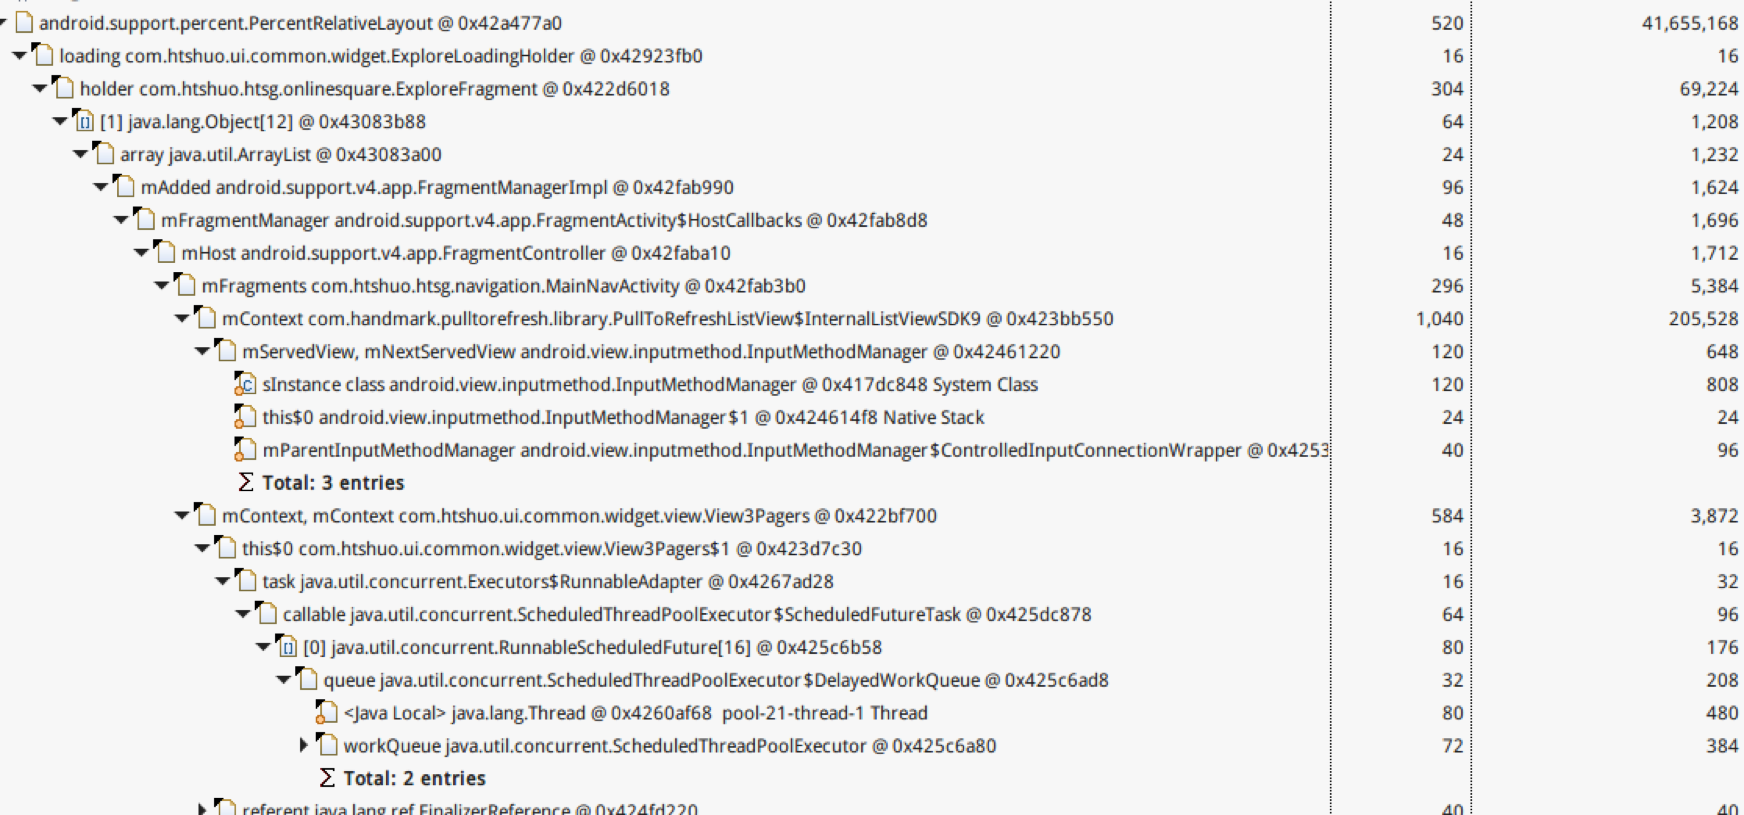 android.support.percent.PercentRelativeLayout @ 0x42a477a0 520 41,655,168
loading com.htshuo.ui.common.widget.ExploreLoadingHolder @ 0x42923fb0 16 16
holder com.htshuo.htsg.onlinesquare.ExploreFragment @ 0x422d6018 304 69,224
[1] java.lang.Object[12] @ 0x43083b88 64 1,208
array java.util.ArrayList @ 0x43083a00 24 1,232
mAdded android.support.v4.app.FragmentManagerImpl @ 0x42fab990 96 1,624
mFragmentManager android.support.v4.app.FragmentActivity$HostCallbacks @ 0x42fab8d8 48 1,696
mHost android.support.v4.app.FragmentController @ 0x42faba10 16 1,712
mFragments com.htshuo.htsg.navigation.MainNavActivity @ 0x42fab3b0 296 5,384
mContext com.handmark.pulltorefresh.library.PullToRefreshListView$InternalListViewSDK9 @ 0x423bb550 1,040 205,528
mServedView, mNextServedView android.view.inputmethod.InputMethodManager @ 0x42461220 120 648
sInstance class android.view.inputmethod.InputMethodManager @ 0x417dc848 System Class 120 808
this$0 android.view.inputmethod.InputMethodManager$1 @ 0x424614f8 Native Stack 24 24
mParentInputMethodManager android.view.inputmethod.InputMethodManager$ControlledInputConnectionWrapper @ 0x4253 40 96
Σ Total: 3 entries
mContext, mContext com.htshuo.ui.common.widget.view.View3Pagers @ 0x422bf700 584 3,872
this$0 com.htshuo.ui.common.widget.view.View3Pagers$1 @ 0x423d7c30 16 16
task java.util.concurrent.Executors$RunnableAdapter @ 0x4267ad28 16 32
callable java.util.concurrent.ScheduledThreadPoolExecutor$ScheduledFutureTask @ 0x425dc878 64 96
[0] java.util.concurrent.RunnableScheduledFuture[16] @ 0x425c6b58 80 176
queue java.util.concurrent.ScheduledThreadPoolExecutor$DelayedWorkQueue @ 0x425c6ad8 32 208
<Java Local> java.lang.Thread @ 0x4260af68 pool-21-thread-1 Thread 80 480
workQueue java.util.concurrent.ScheduledThreadPoolExecutor @ 0x425c6a80 72 384
Σ Total: 2 entries
referent java.lang.ref.FinalizerReference @ 0x424fd220 40 40